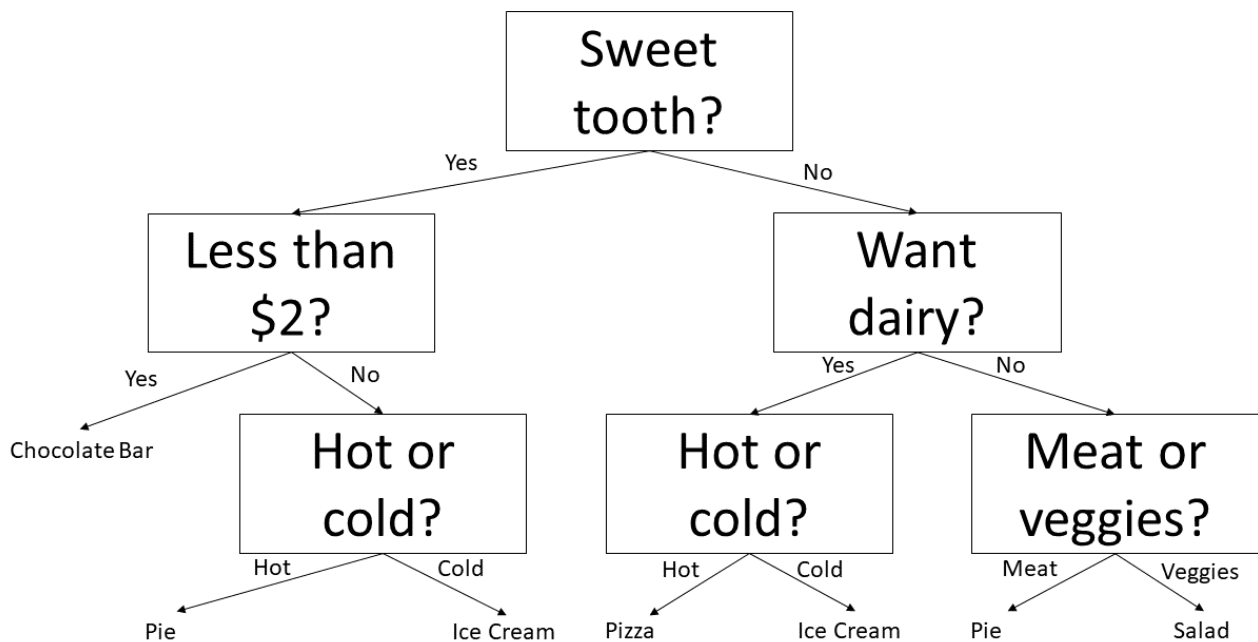 Sweet
tooth?
Yes
No
Less than
$2?
Want
dairy?
Yes
No
Yes
No
Chocolate Bar
Hot or
cold?
Hot or
cold?
Meat or
veggies?
Hot
Cold
Hot
Cold
Meat
Veggies
Pie
Ice Cream
Pizza
Ice Cream
Pie
Salad